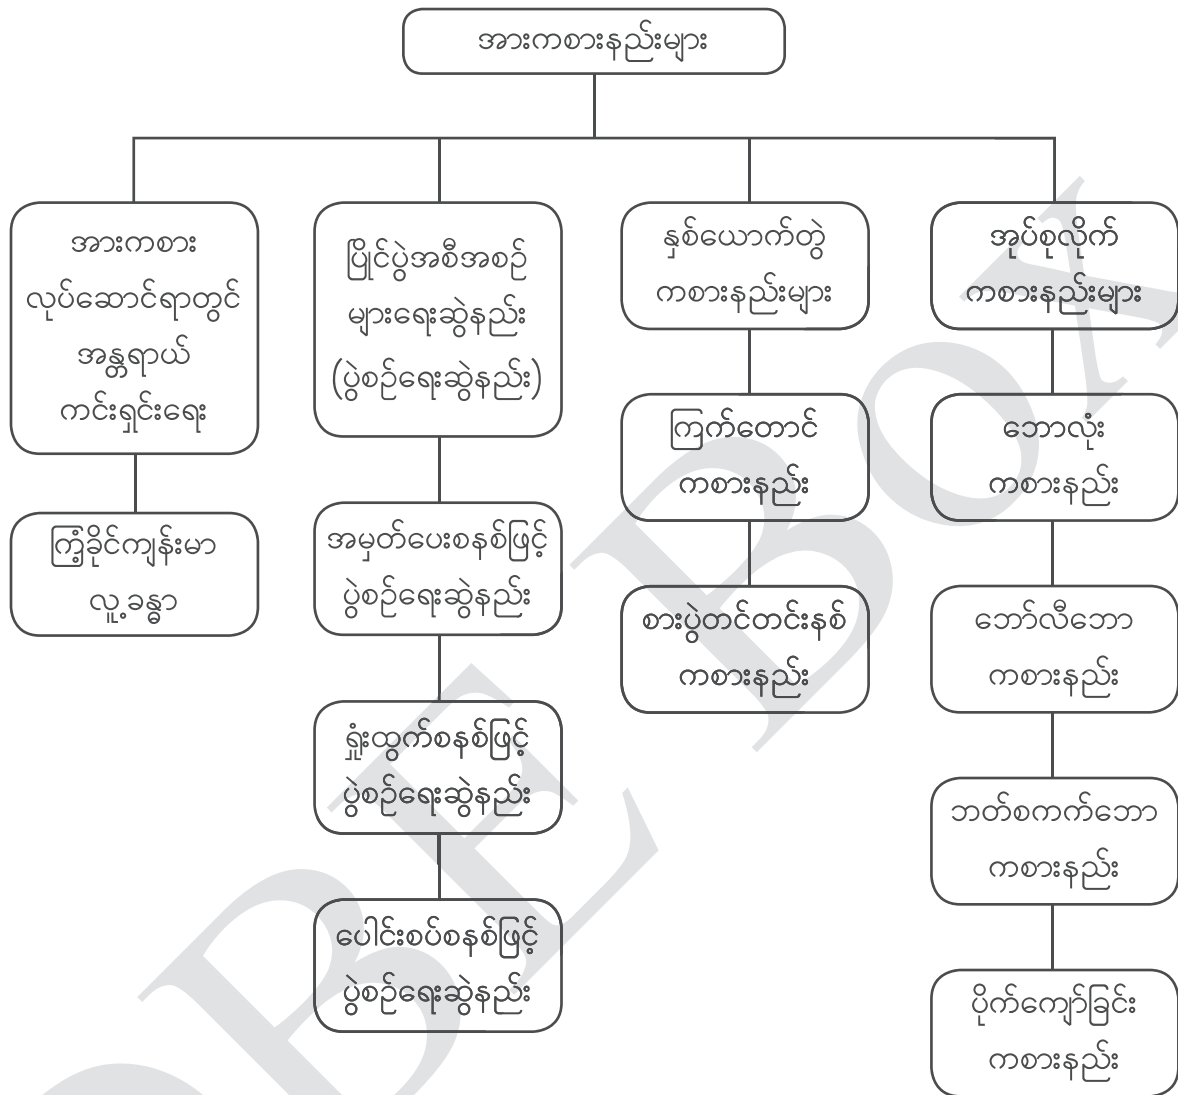 အားကစားနည်းများ
အားကစား
လုပ်ဆောင်ရာတွင်
အန္တရာယ်
ကင်းရှင်းရေး
ကြံ့ခိုင်ကျန်းမာ
လူ့ခန္ဓာ
ပြိုင်ပွဲအစီအစဉ်
များရေးဆွဲနည်း
(ပွဲစဉ်ရေးဆွဲနည်း)
အမှတ်ပေးစနစ်ဖြင့်
ပွဲစဉ်ရေးဆွဲနည်း
ရှုံးထွက်စနစ်ဖြင့်
ပွဲစဉ်ရေးဆွဲနည်း
ပေါင်းစပ်စနစ်ဖြင့်
ပွဲစဉ်ရေးဆွဲနည်း
နှစ်ယောက်တွဲ
ကစားနည်းများ
ကြက်တောင်
ကစားနည်း
စားပွဲတင်တင်းနစ်
ကစားနည်း
အုပ်စုလိုက်
ကစားနည်းများ
ဘောလုံး
ကစားနည်း
ဘော်လီဘော
ကစားနည်း
ဘတ်စကက်ဘော
ကစားနည်း
ပိုက်ကျော်ခြင်း
ကစားနည်း
OBE BOX